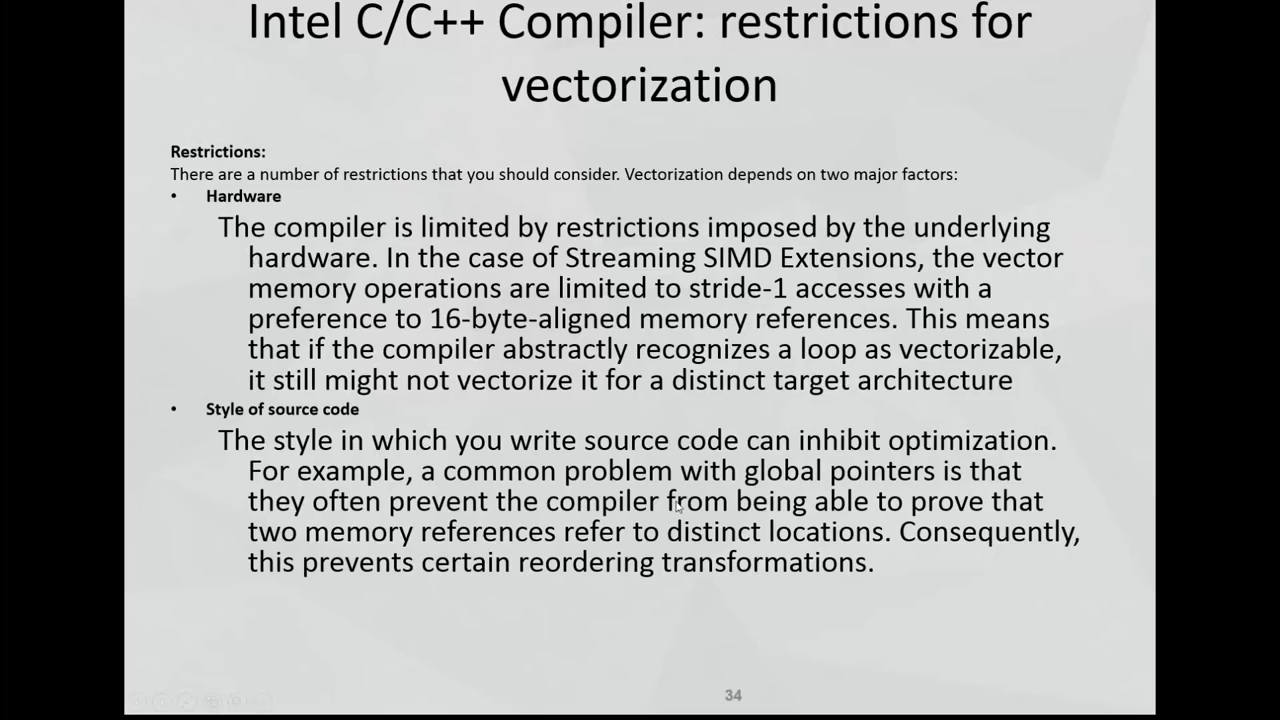 Intel C/C++ Compiler: restrictions for
vectorization
Restrictions:
There are a number of restrictions that you should consider. Vectorization depends on two major factors:
• Hardware
The compiler is limited by restrictions imposed by the underlying
hardware. In the case of Streaming SIMD Extensions, the vector
memory operations are limited to stride-1 accesses with a
preference to 16-byte-aligned memory references. This means
that if the compiler abstractly recognizes a loop as vectorizable,
it still might not vectorize it for a distinct target architecture
• Style of source code
The style in which you write source code can inhibit optimization.
For example, a common problem with global pointers is that
they often prevent the compiler from being able to prove that
two memory references refer to distinct locations. Consequently,
this prevents certain reordering transformations.
34